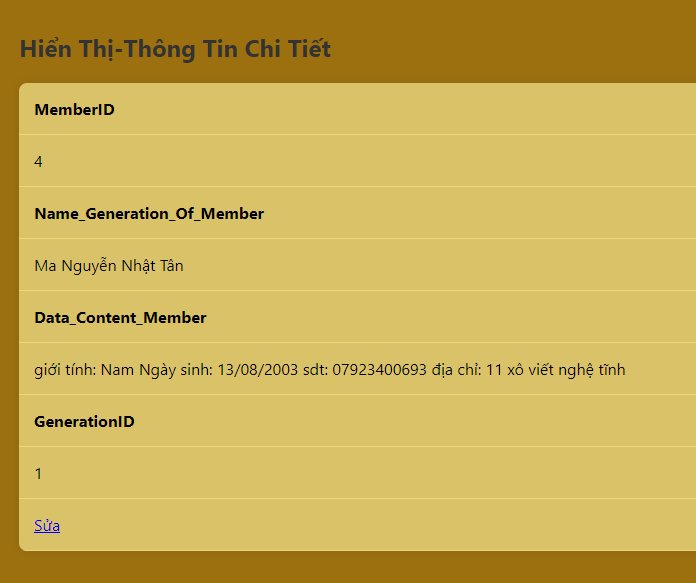 Hiển Thị-Thông Tin Chi Tiết
MemberID
4
Name_Generation_Of_Member
Ma Nguyễn Nhật Tân
Data_Content_Member
giới tính: Nam Ngày sinh: 13/08/2003 sdt: 07923400693 địa chỉ: 11 xô viết nghệ tĩnh
GenerationID
1
Sửa